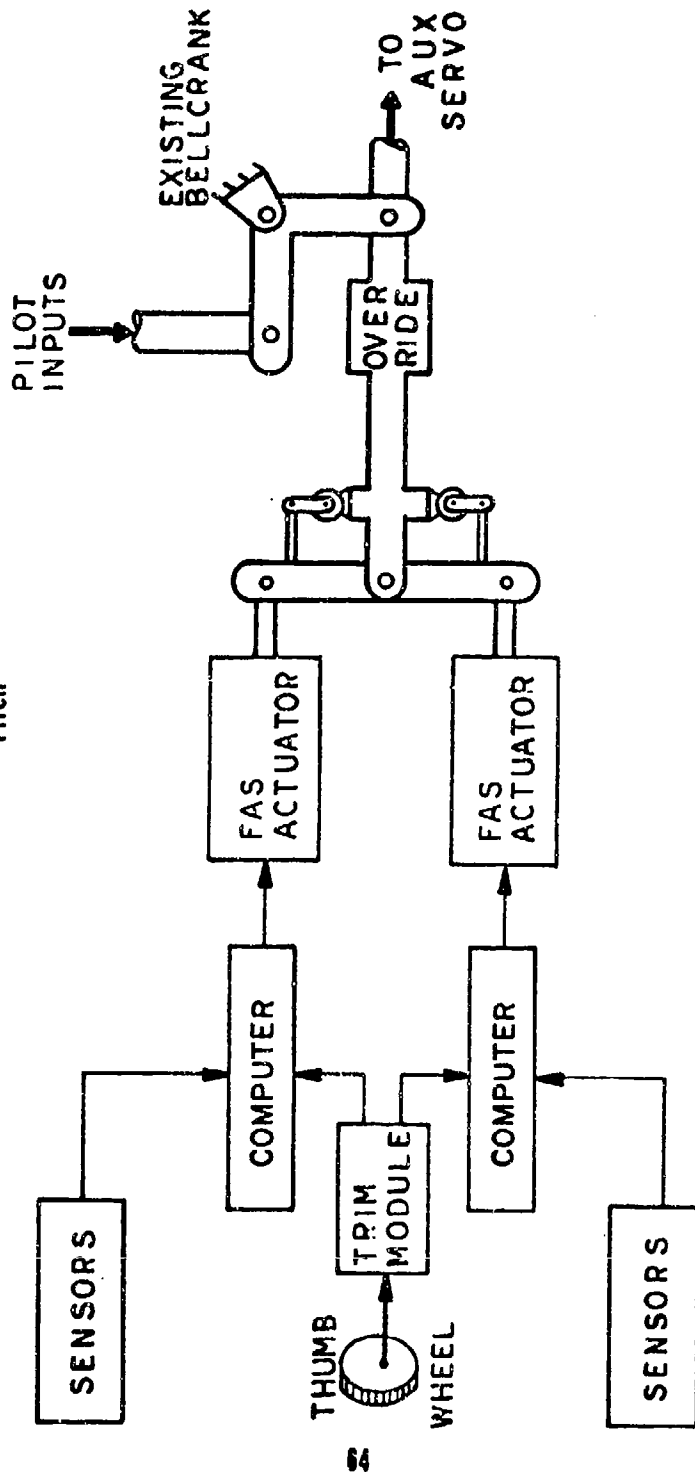 PILOT
INPUTS
EXISTING
BELLCRANK
TO
AUX
SERVO
OVER
RIDE
FAS
ACTUATOR
FAS
ACTUATOR
COMPUTER
COMPUTER
SENSORS
THUMB
WHEEL
TRIM
MODULE
SENSORS
64